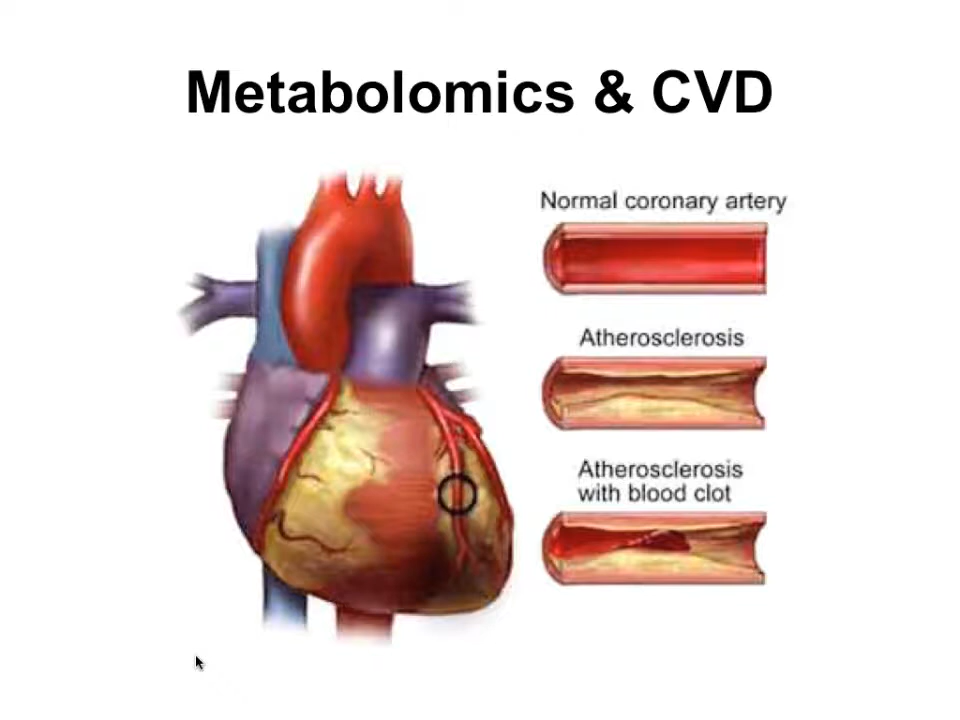 Metabolomics & CVD
Normal coronary artery
Atherosclerosis
Atherosclerosis
with blood clot